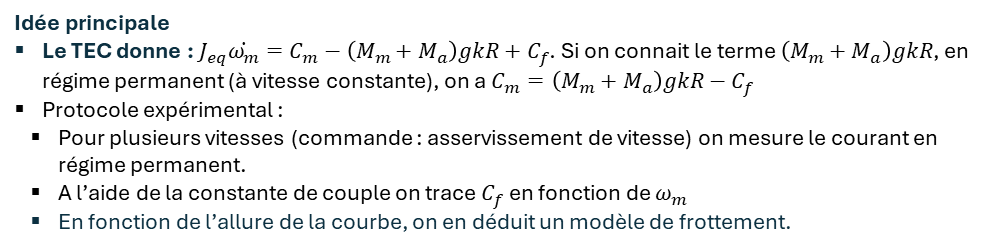 Idée principale
▪ Le TEC donne : J_{eq}ω̇_m = C_m − (M_m + M_a)gkR + C_f. Si on connait le terme (M_m + M_a)gkR, en
régime permanent (à vitesse constante), on a C_m = (M_m + M_a)gkR − C_f
▪ Protocole expérimental :
▪ Pour plusieurs vitesses (commande : asservissement de vitesse) on mesure le courant en
régime permanent.
▪ A l’aide de la constante de couple on trace C_f en fonction de ω_m
▪ En fonction de l’allure de la courbe, on en déduit un modèle de frottement.